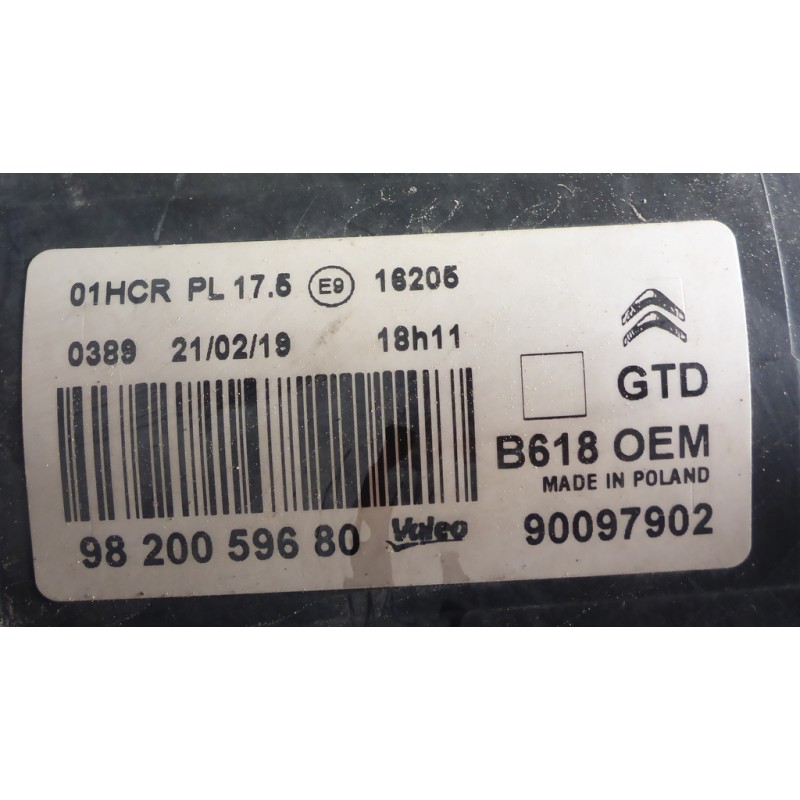 01HCR PL 17.5 E9 16205
0389 21/02/19 18h11
GTD
B618 OEM
MADE IN POLAND
98 200 596 80 Valeo 90097902